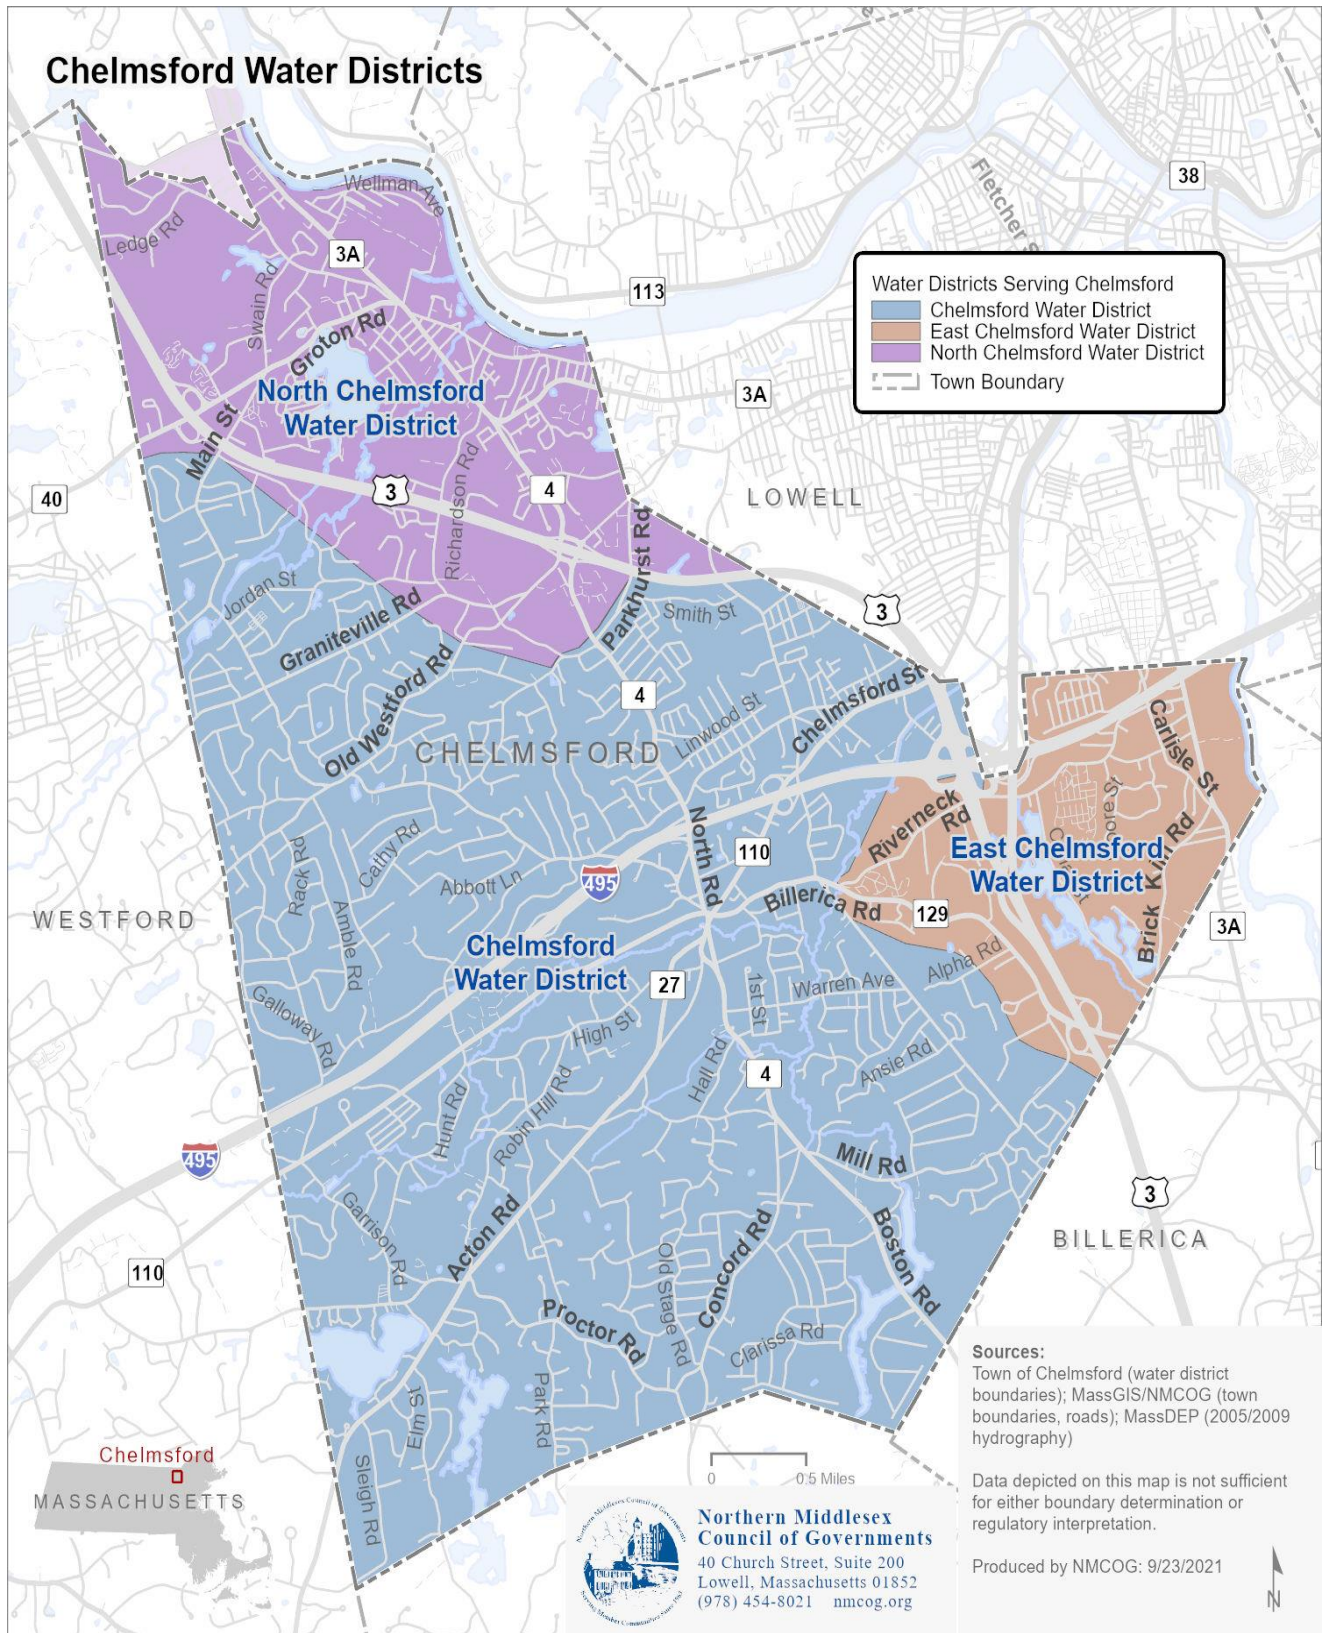 Chelmsford Water Districts
Wellman Ave
Ledge Rd
3A
Swain Rd
Groton Rd
113
38
Fletcher S
Water Districts Serving Chelmsford
Chelmsford Water District
East Chelmsford Water District
North Chelmsford Water District
Town Boundary
North Chelmsford
Water District
3A
Main St
40
3
4
Richardson Rd
LOWELL
Parkhurst Rd
Jordan St
Graniteville Rd
Smith St
3
Old Westford Rd
4
Linwood St
Chelmsford St
CHELMSFORD
Carlisle St
North Rd
Riverneck
Rd
110
East Chelmsford
Water District
Brick Kiln Rd
Rack Rd
Cathy Rd
Abbott Ln
495
Billerica Rd
129
WESTFORD
Amble Rd
3A
Chelmsford
Water District
27
1st St
Warren Ave
Alpha Rd
Galloway Rd
High St
Hall Rd
4
Ansie Rd
Hunt Rd
Robin Hill Rd
495
Mill Rd
3
Garrison Rd
Acton Rd
Old Stage Rd
Concord Rd
Boston Rd
BILLERICA
110
Proctor Rd
Clarissa Rd
Elm St
Park Rd
Sleigh Rd
Chelmsford
MASSACHUSETTS
0 0.5 Miles
Sources:
Town of Chelmsford (water district
boundaries); MassGIS/NMCOG (town
boundaries, roads); MassDEP (2005/2009
hydrography)
Data depicted on this map is not sufficient
for either boundary determination or
regulatory interpretation.
Produced by NMCOG: 9/23/2021
N
Northern Middlesex Council of Governments
Serving Member Communities Since 1963
Northern Middlesex
Council of Governments
40 Church Street, Suite 200
Lowell, Massachusetts 01852
(978) 454-8021 nmcog.org